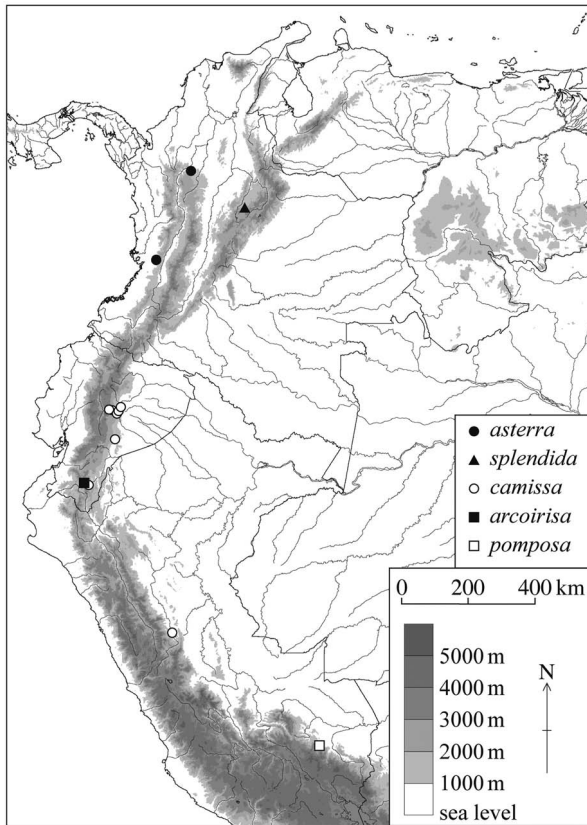 asterra
splendida
camissa
arcoirisa
pomposa
0 200 400 km
5000 m
4000 m
3000 m
2000 m
1000 m
sea level
N